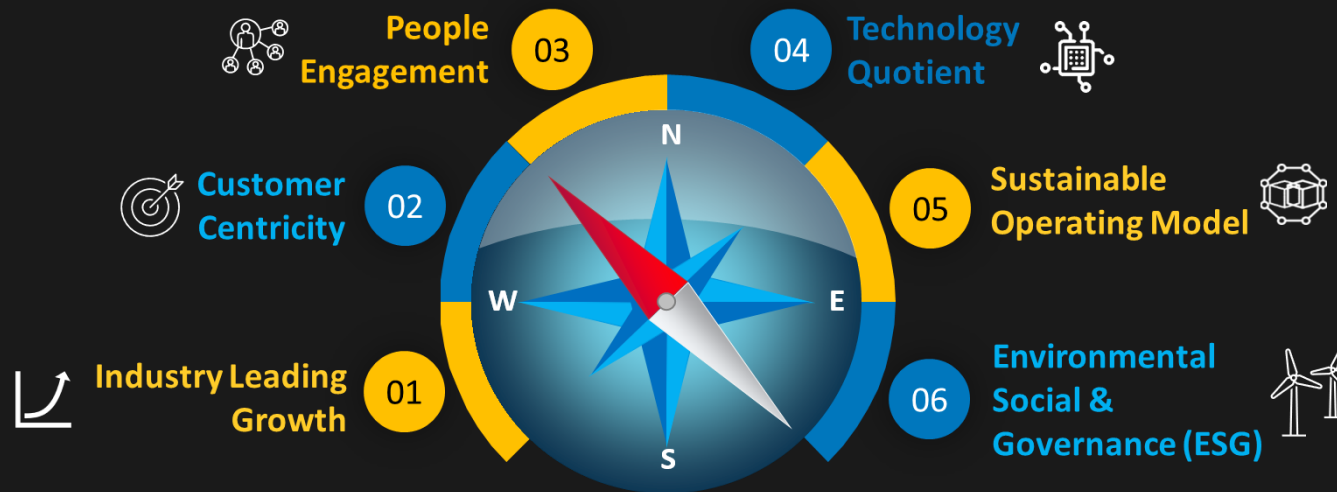 People
Engagement
03
04
Technology
Quotient
Customer
Centricity
02
N
05
Sustainable
Operating Model
W
E
Industry Leading
Growth
01
S
06
Environmental
Social &
Governance (ESG)